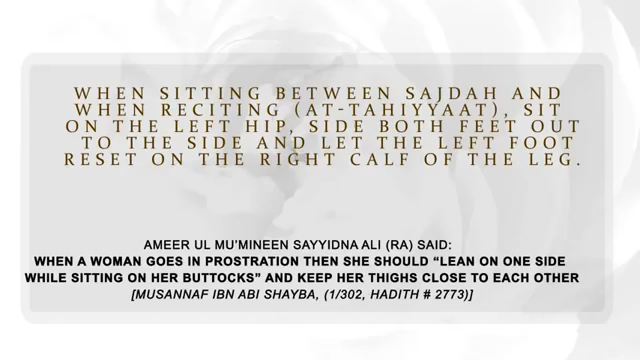 WHEN SITTING BETWEEN SAJDAH AND
WHEN RECITING (AT-TAHIYYAAT), SIT
ON THE LEFT HIP, SIDE BOTH FEET OUT
TO THE SIDE AND LET THE LEFT FOOT
RESET ON THE RIGHT CALF OF THE LEG.
AMEER UL MU'MINEEN SAYYIDNA ALI (RA) SAID:
WHEN A WOMAN GOES IN PROSTRATION THEN SHE SHOULD “LEAN ON ONE SIDE
WHILE SITTING ON HER BUTTOCKS” AND KEEP HER THIGHS CLOSE TO EACH OTHER
[MUSANNAF IBN ABI SHAYBA, (1/302, HADITH # 2773)]